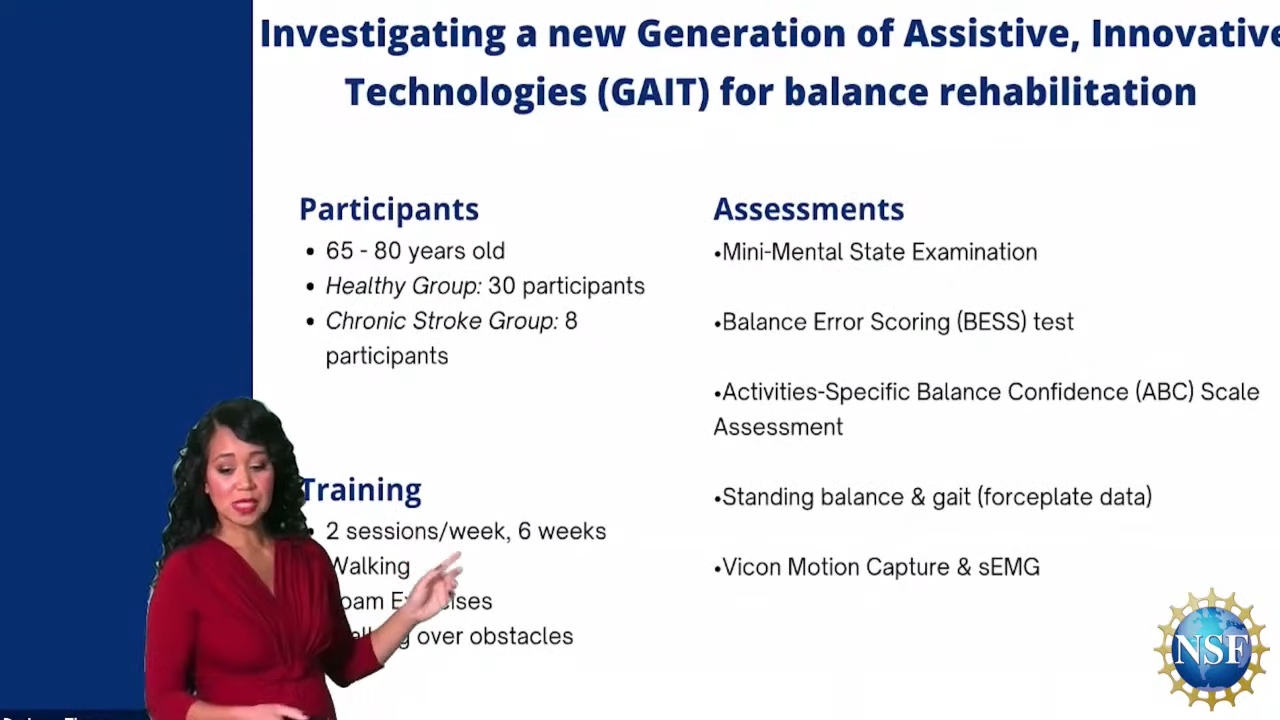 Investigating a new Generation of Assistive, Innovative
Technologies (GAIT) for balance rehabilitation
Participants
• 65 - 80 years old
• Healthy Group: 30 participants
• Chronic Stroke Group: 8
participants
Training
• 2 sessions/week, 6 weeks
Walking
over obstacles
Assessments
•Mini-Mental State Examination
•Balance Error Scoring (BESS) test
•Activities-Specific Balance Confidence (ABC) Scale
Assessment
•Standing balance & gait (forceplate data)
•Vicon Motion Capture & sEMG
NSF